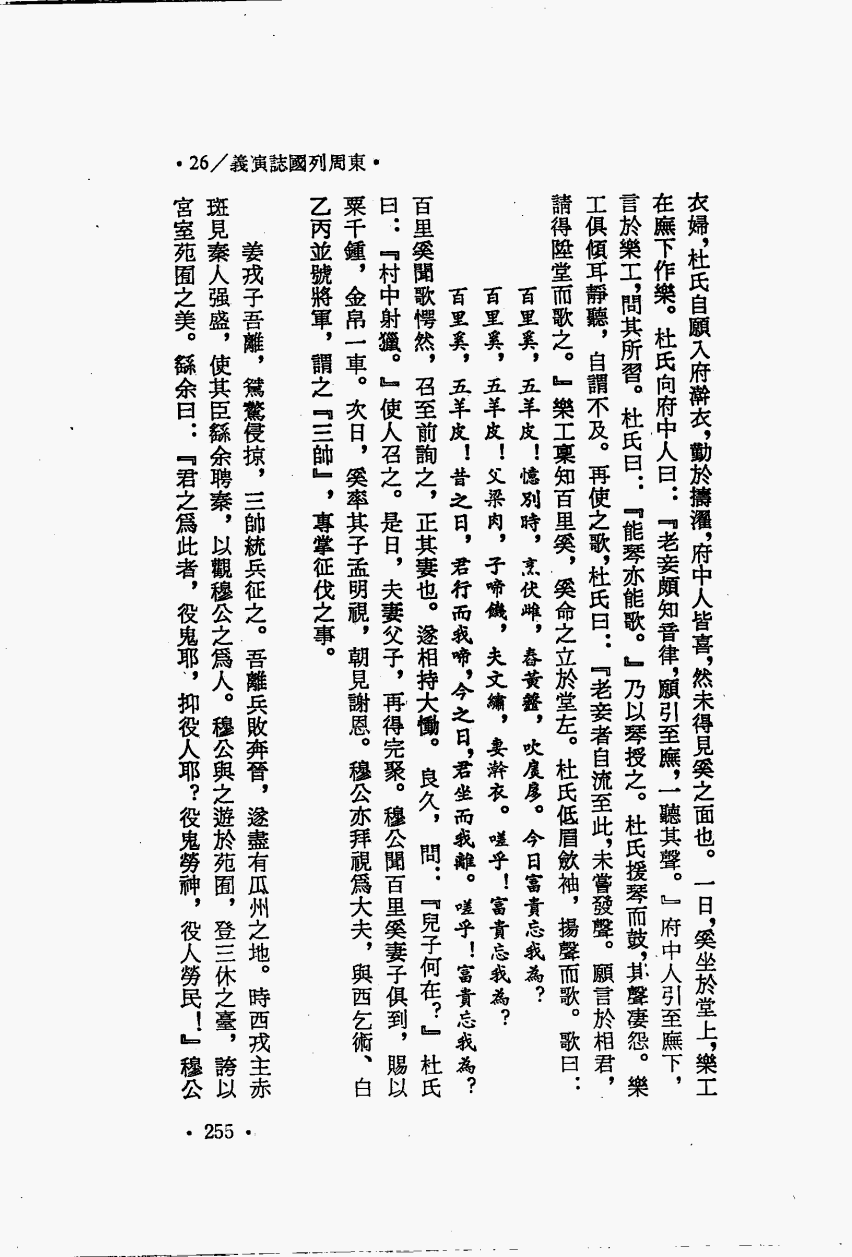 •東周列國誌演義／26•
衣婦，杜氏自願入府澣衣，勤於擣濯，府中人皆喜，然未得見奚之面也。一日，奚坐於堂上，樂工
在廡下作樂。杜氏向府中人曰：『老妾頗知音律，願引至廡，一聽其聲。』府中人引至廡下，
言於樂工，問其所習。杜氏曰：『能琴亦能歌。』乃以琴授之。杜氏援琴而鼓，其聲凄怨。樂
工俱傾耳靜聽，自謂不及。再使之歌，杜氏曰：『老妾者自流至此，未嘗發聲。願言於相君，
請得陞堂而歌之。』樂工稟知百里奚，奚命之立於堂左。杜氏低眉斂袖，揚聲而歌。歌曰：
百里奚，五羊皮！憶別時，烹伏雌，舂黃虀，炊扊扅。今日富貴忘我為？
百里奚，五羊皮！父梁肉，子啼饑，夫文繡，妻澣衣。嗟乎！富貴忘我為？
百里奚，五羊皮！昔之日，君行而我啼，今之日，君坐而我離。嗟乎！富貴忘我為？
百里奚聞歌愕然，召至前詢之，正其妻也。遂相持大慟。良久，問：『兒子何在？』杜氏
曰：『村中射獵。』使人召之。是日，夫妻父子，再得完聚。穆公聞百里奚妻子俱到，賜以
粟千鍾，金帛一車。次日，奚率其子孟明視，朝見謝恩。穆公亦拜視爲大夫，與西乞術、白
乙丙並號將軍，謂之『三帥』，專掌征伐之事。
姜戎子吾離，桀驁侵掠，三帥統兵征之。吾離兵敗奔晉，遂盡有瓜州之地。時西戎主赤
斑見秦人强盛，使其臣繇余聘秦，以觀穆公之爲人。穆公與之遊於苑囿，登三休之臺，誇以
宮室苑囿之美。繇余曰：『君之爲此者，役鬼耶，抑役人耶？役鬼勞神，役人勞民！』穆公
•255•